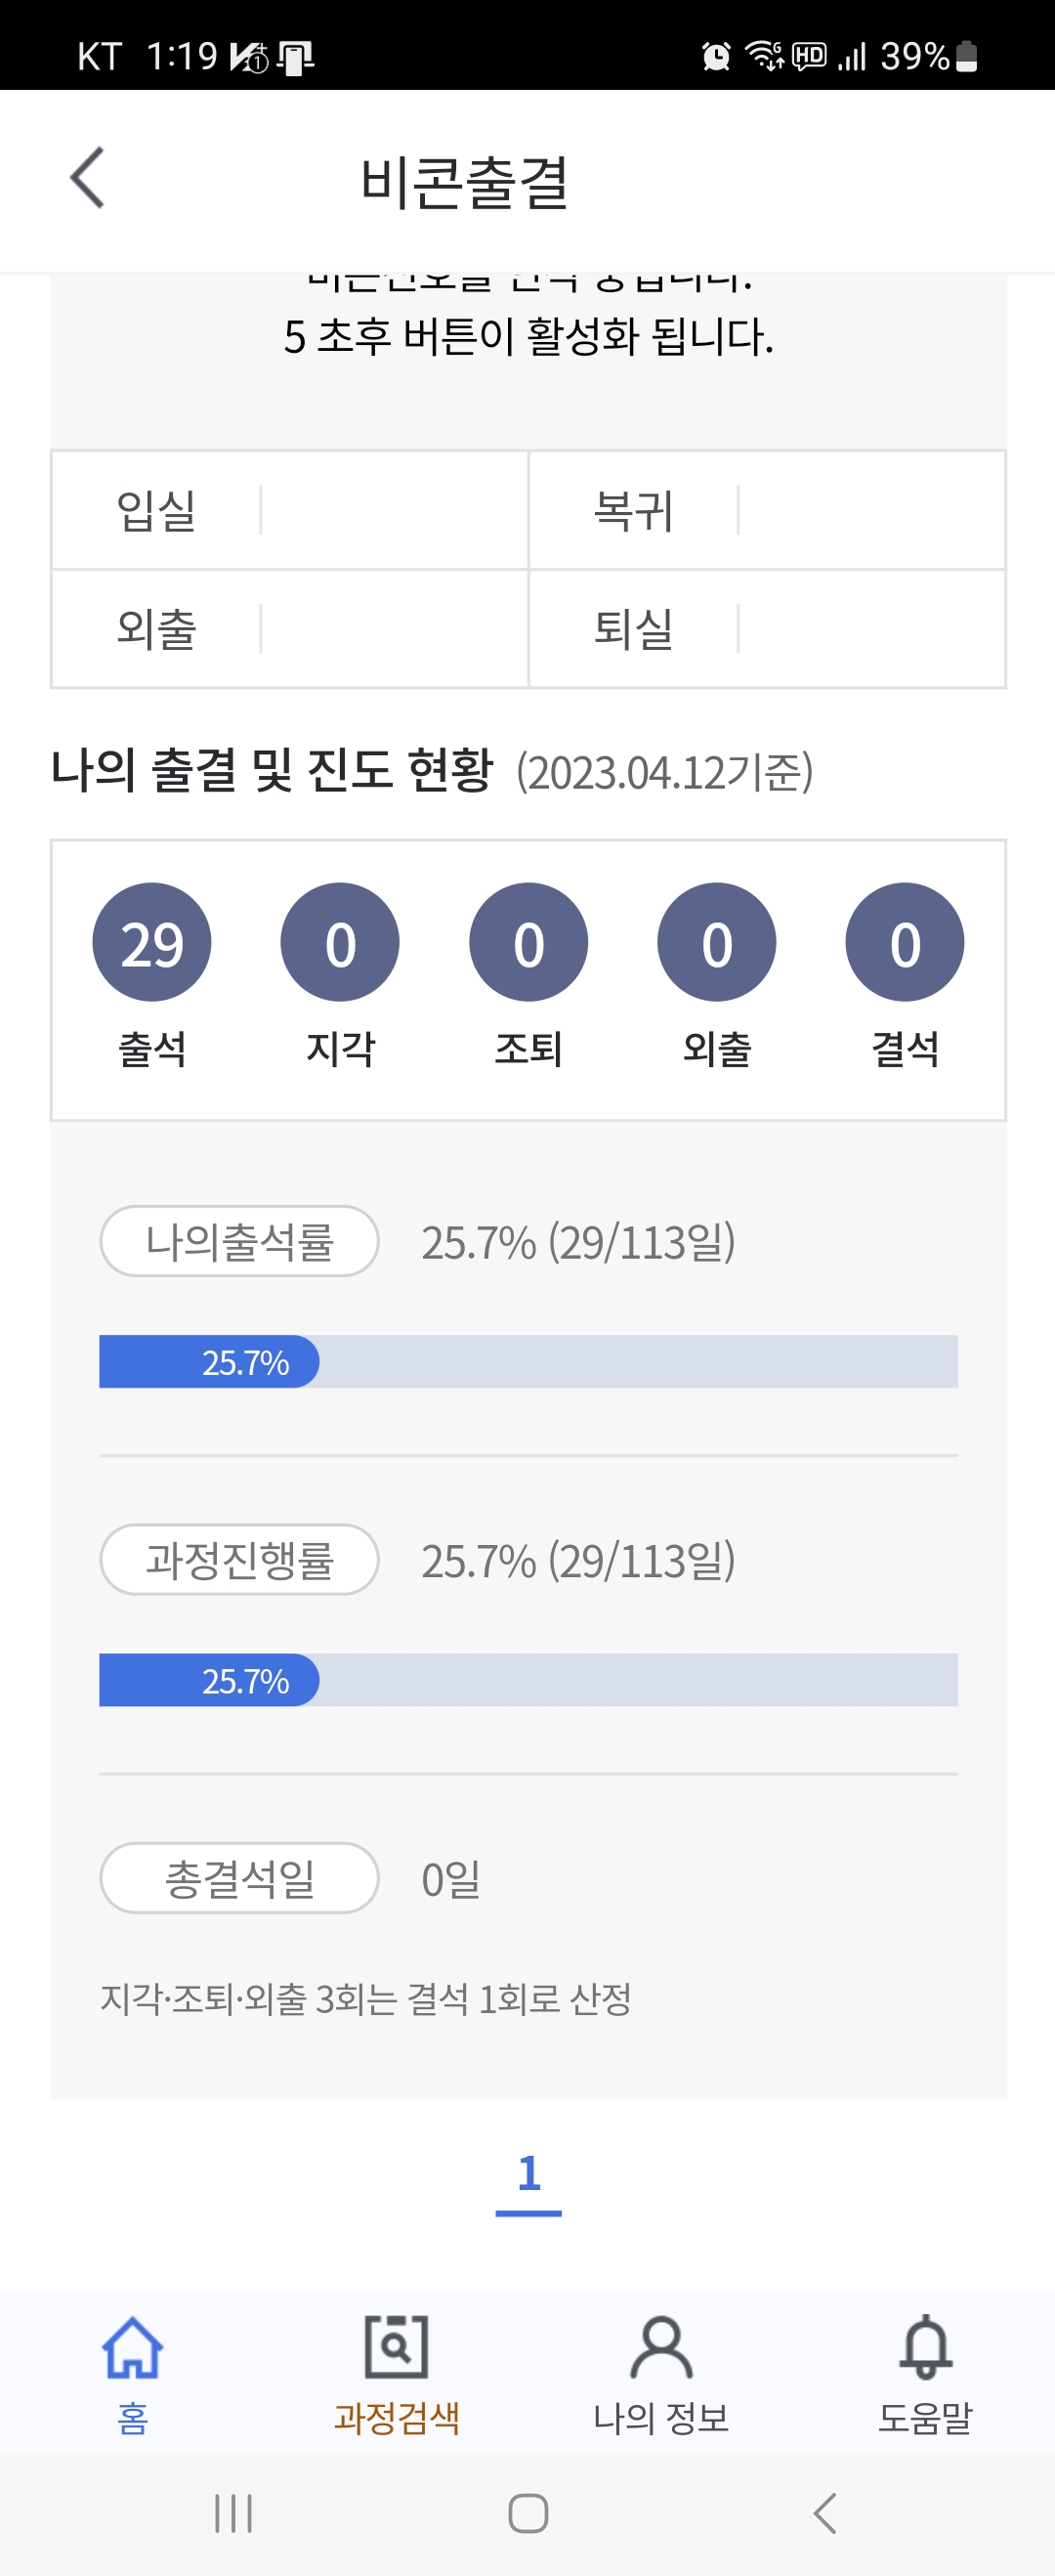 KT 1:19
HD 39%
비콘출결
5 초후 버튼이 활성화 됩니다.
입실
복귀
외출
퇴실
나의 출결 및 진도 현황 (2023.04.12기준)
29 0 0 0 0
출석 지각 조퇴 외출 결석
나의출석률 25.7% (29/113일)
25.7%
과정진행률 25.7% (29/113일)
25.7%
총결석일 0일
지각·조퇴·외출 3회는 결석 1회로 산정
1
홈 과정검색 나의 정보 도움말